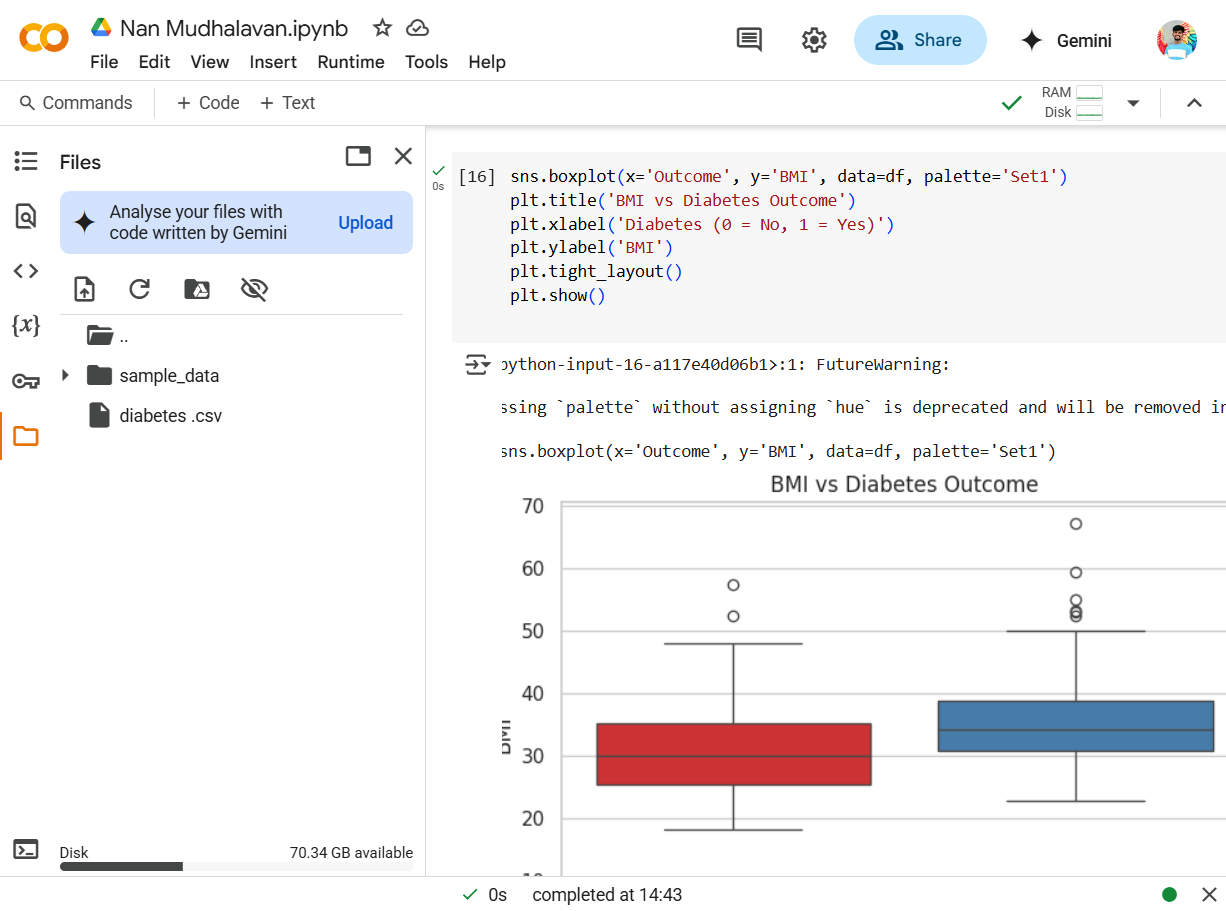 Nan Mudhalavan.ipynb
File Edit View Insert Runtime Tools Help
Share
Gemini
Commands
+ Code + Text
RAM
Disk
Files
Analyse your files with
code written by Gemini
Upload
{x}
..
sample_data
diabetes .csv
Disk
70.34 GB available
0s
[16]
sns.boxplot(x='Outcome', y='BMI', data=df, palette='Set1')
plt.title('BMI vs Diabetes Outcome')
plt.xlabel('Diabetes (0 = No, 1 = Yes)')
plt.ylabel('BMI')
plt.tight_layout()
plt.show()
python-input-16-a117e40d06b1>:1: FutureWarning:
ssing `palette` without assigning `hue` is deprecated and will be removed in
sns.boxplot(x='Outcome', y='BMI', data=df, palette='Set1')
BMI vs Diabetes Outcome
70
60
50
40
30
20
BMI
0s completed at 14:43